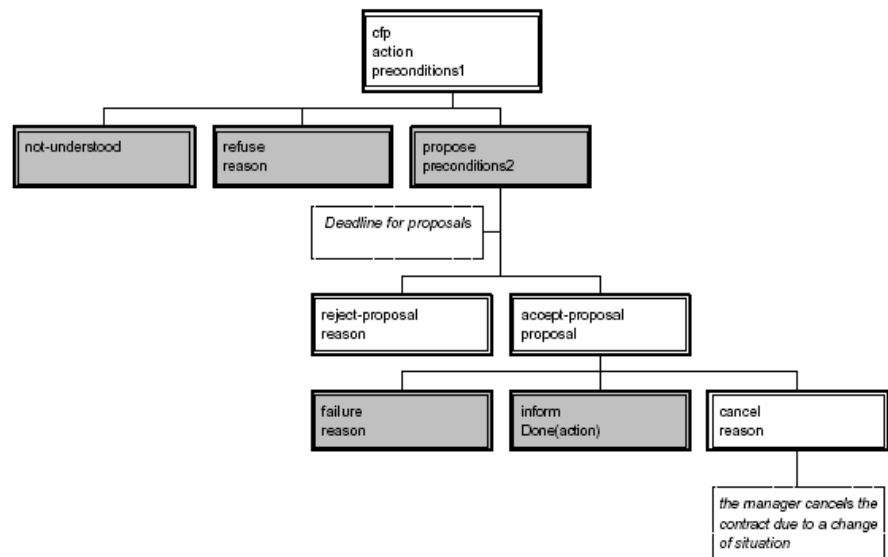 cfp
action
preconditions1
not-understood
refuse
reason
propose
preconditions2
Deadline for proposals
reject-proposal
reason
accept-proposal
proposal
failure
reason
inform
Done(action)
cancel
reason
the manager cancels the
contract due to a change
of situation